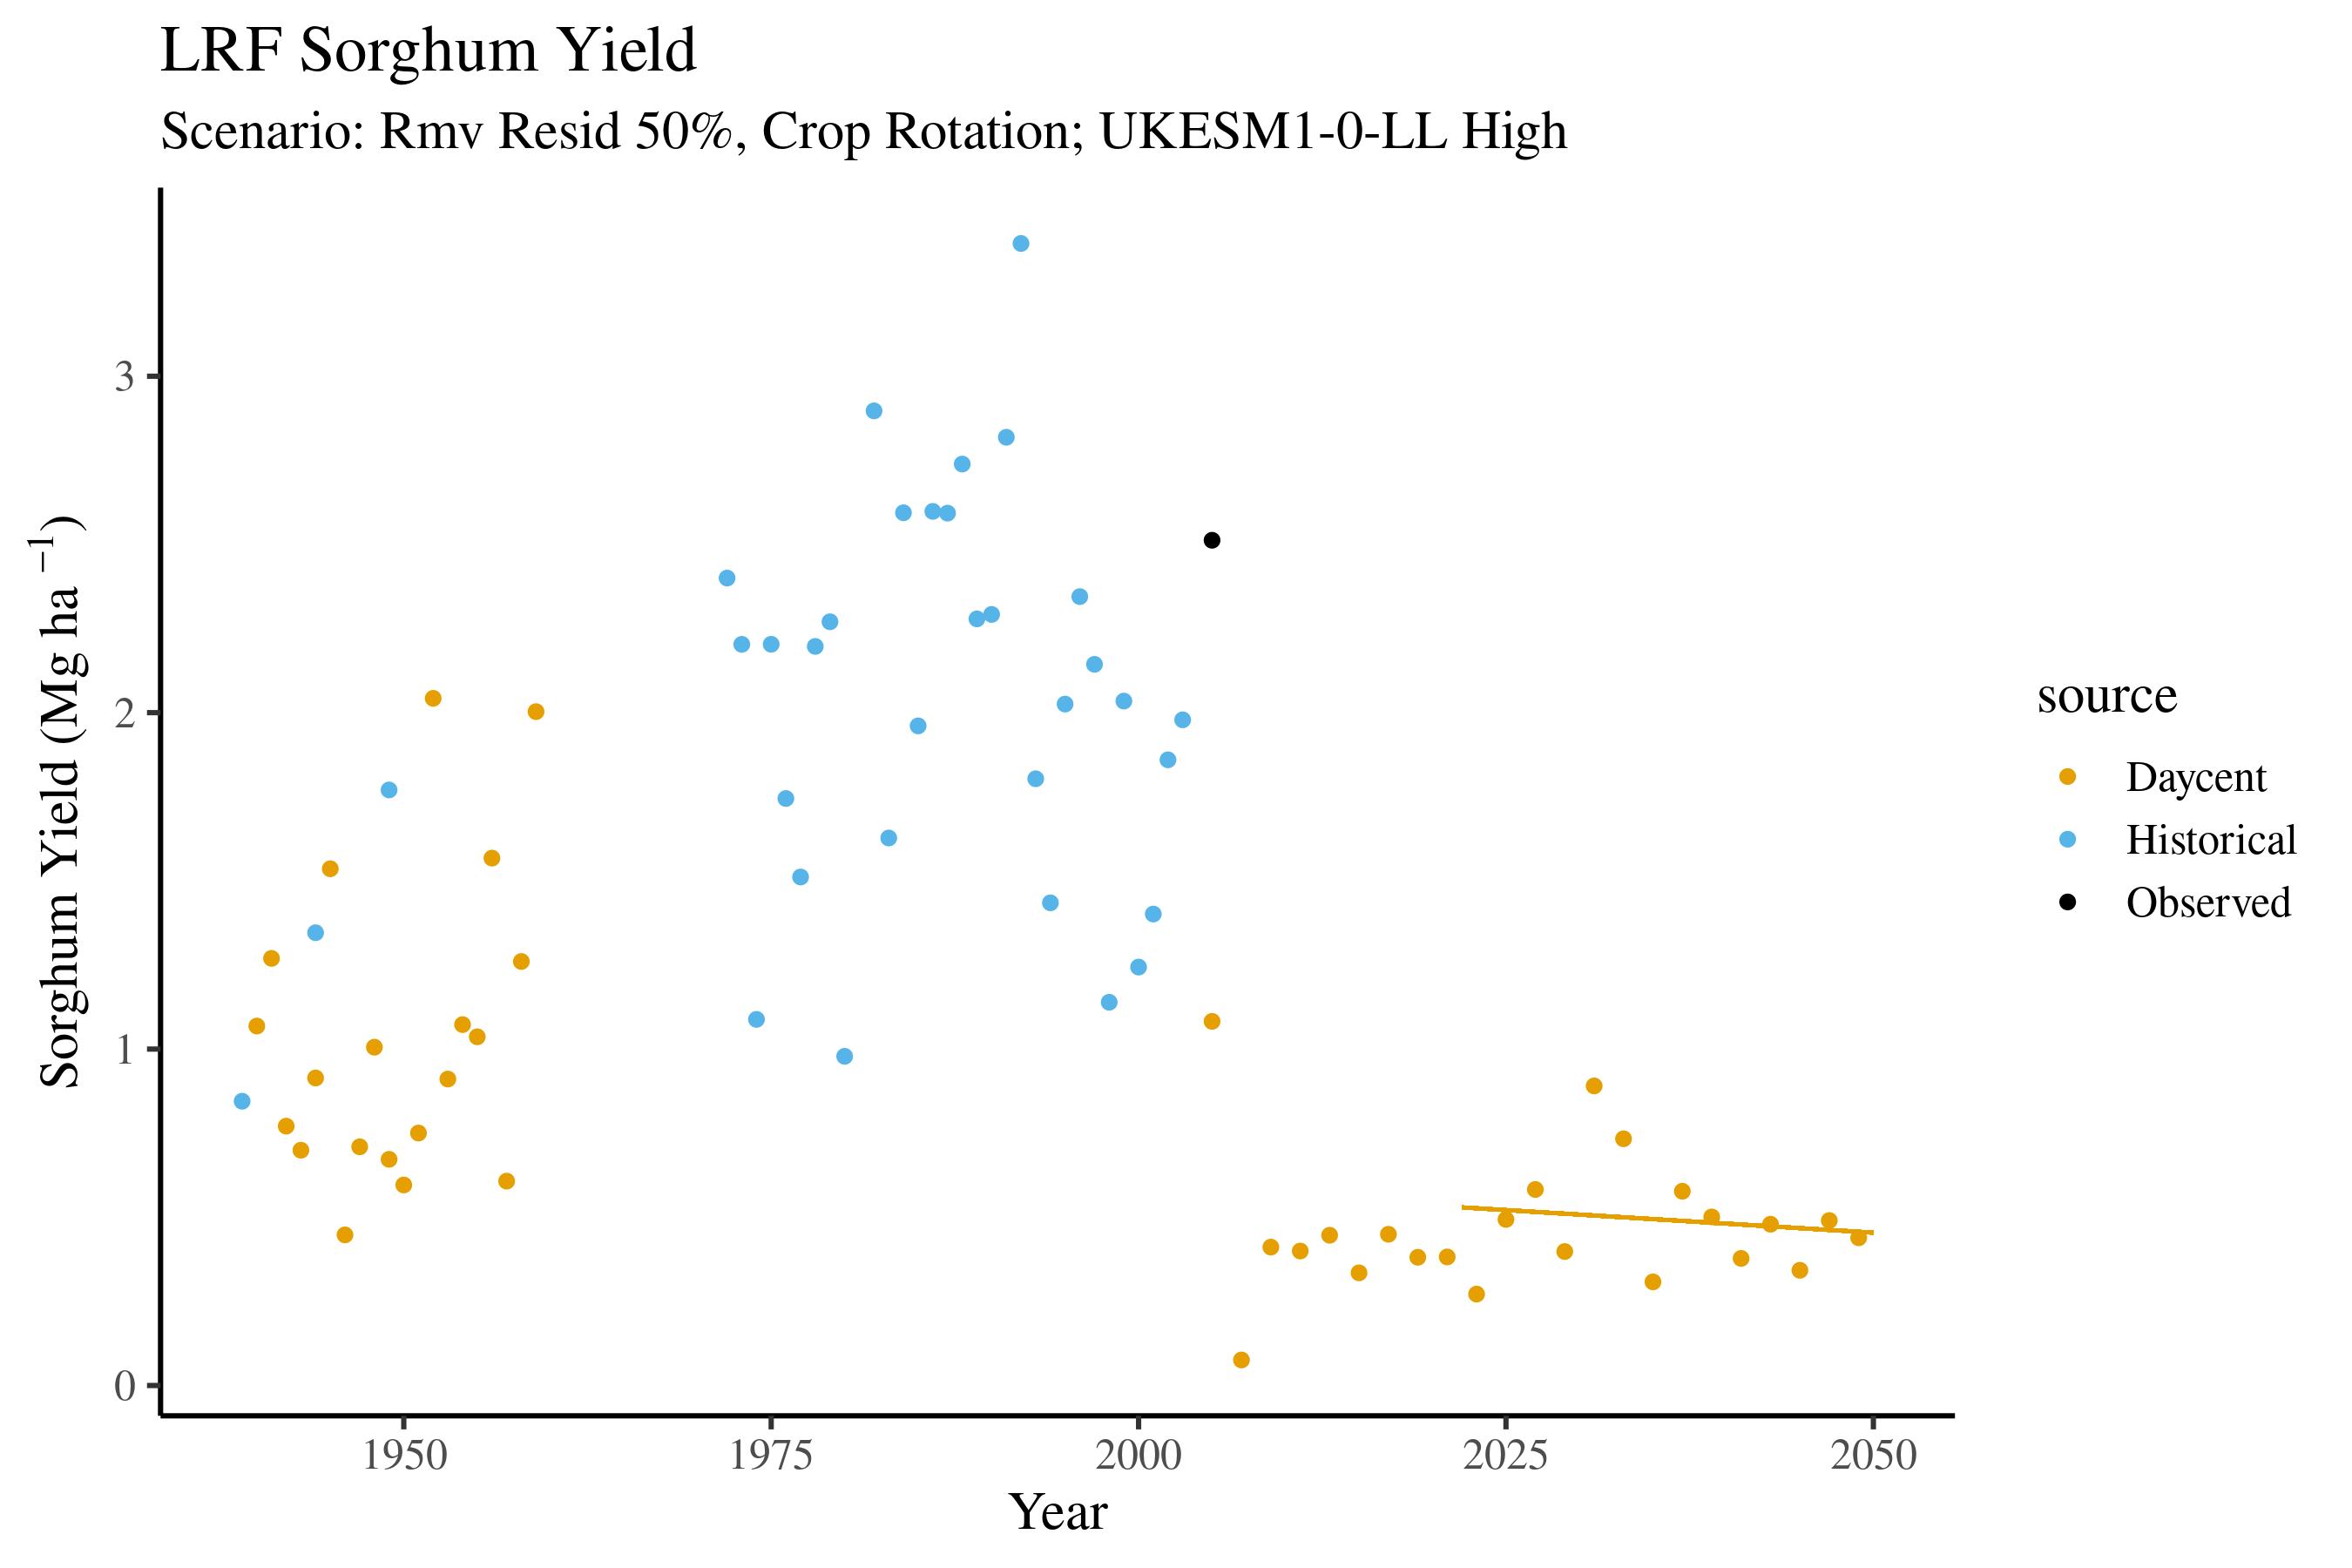 LRF Sorghum Yield
Scenario: Rmv Resid 50%, Crop Rotation; UKESM1-0-LL High
Sorghum Yield (Mg ha −1)
3
2
1
0
1950
1975
2000
2025
2050
Year
source
Daycent
Historical
Observed